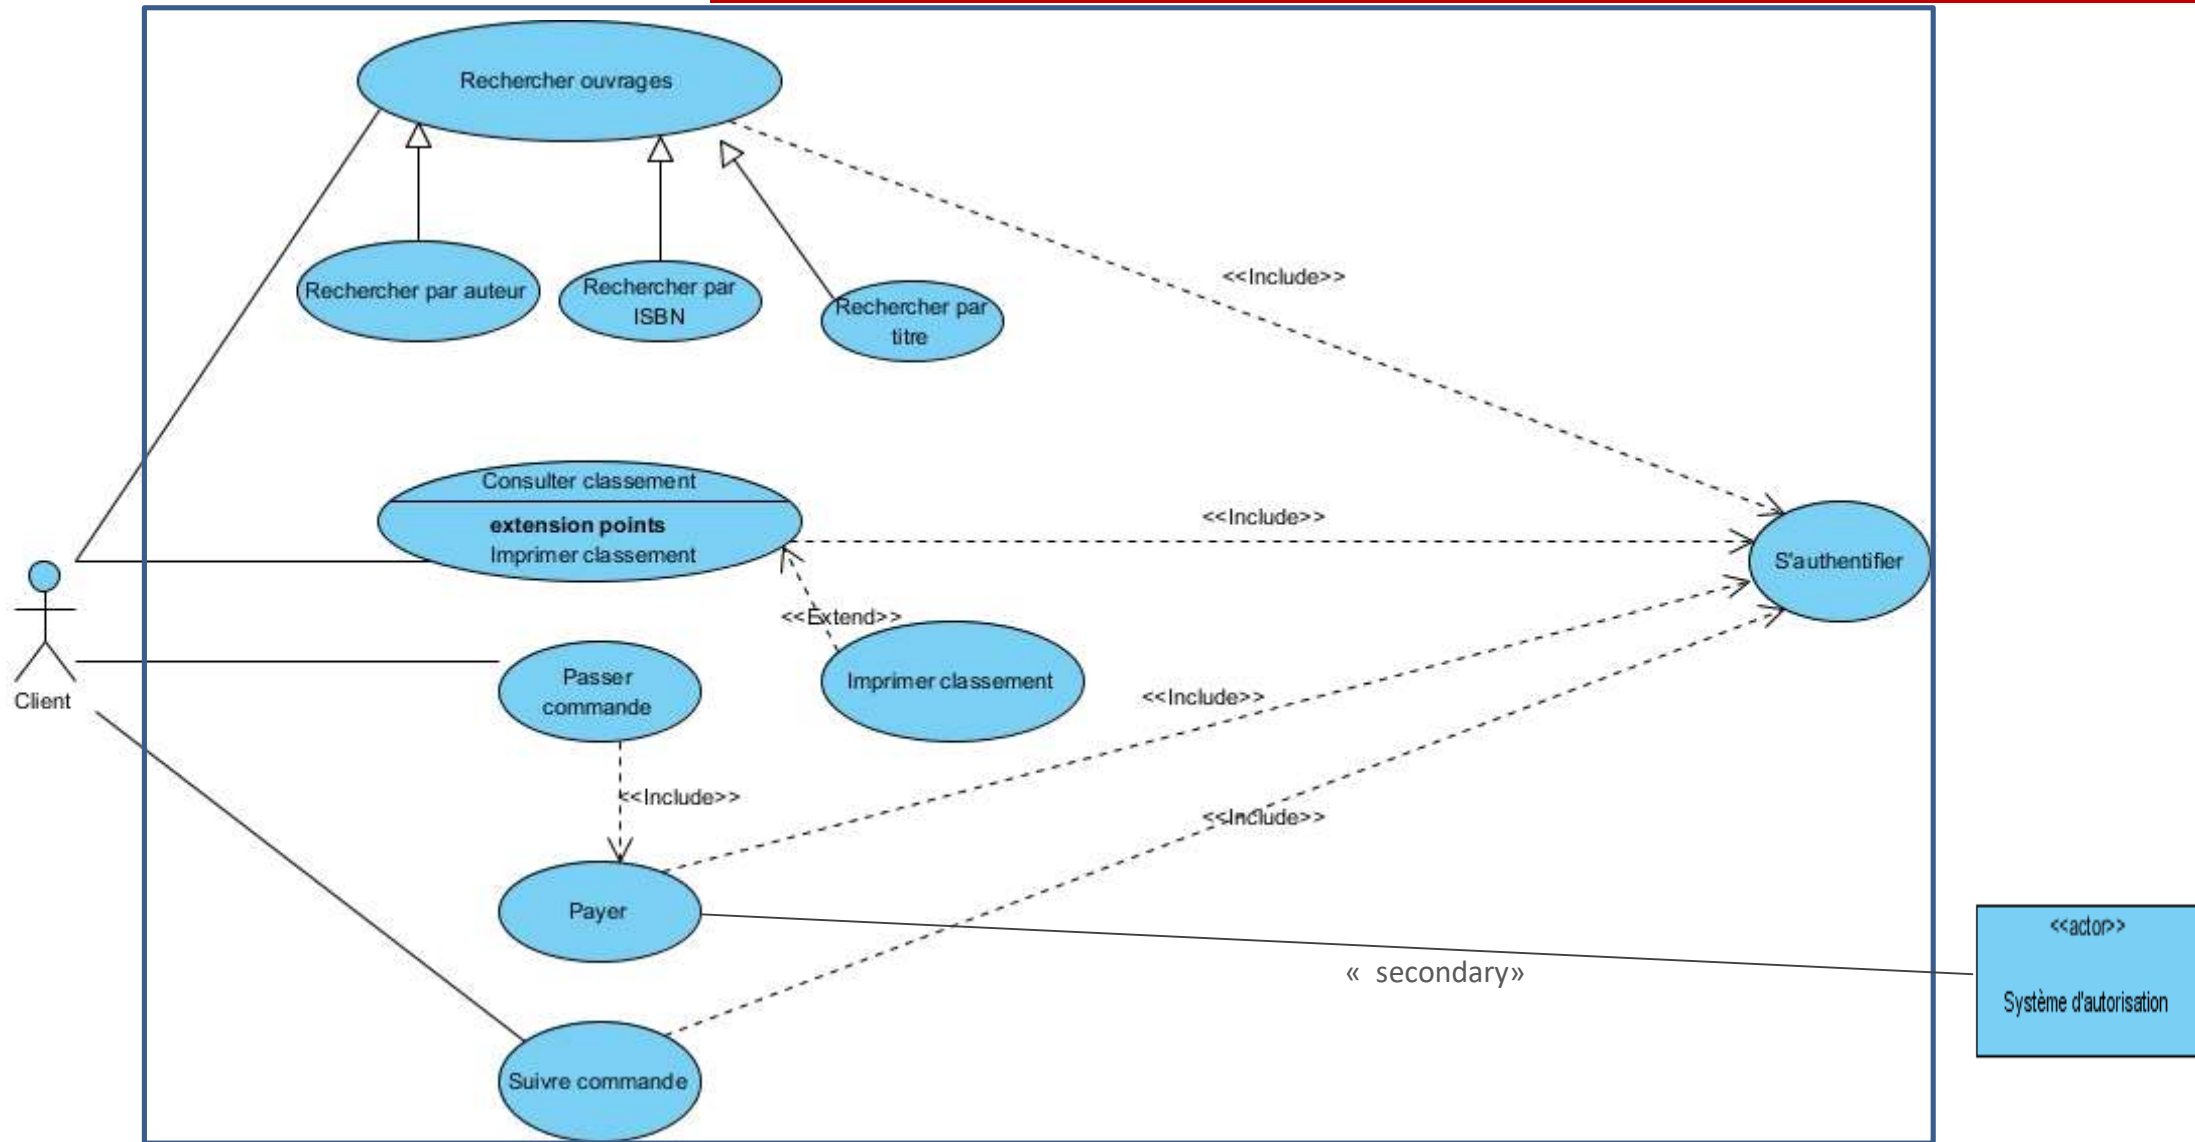 Rechercher ouvrages
Rechercher par auteur
Rechercher par
ISBN
Rechercher par
titre
<<Include>>
Consulter classement
extension points
Imprimer classement
<<Include>>
S'authentifier
<<Extend>>
Imprimer classement
Client
Passer
commande
<<Include>>
<<Include>>
<<Include>>
Payer
« secondary»
<<actor>>
Système d'autorisation
Suivre commande